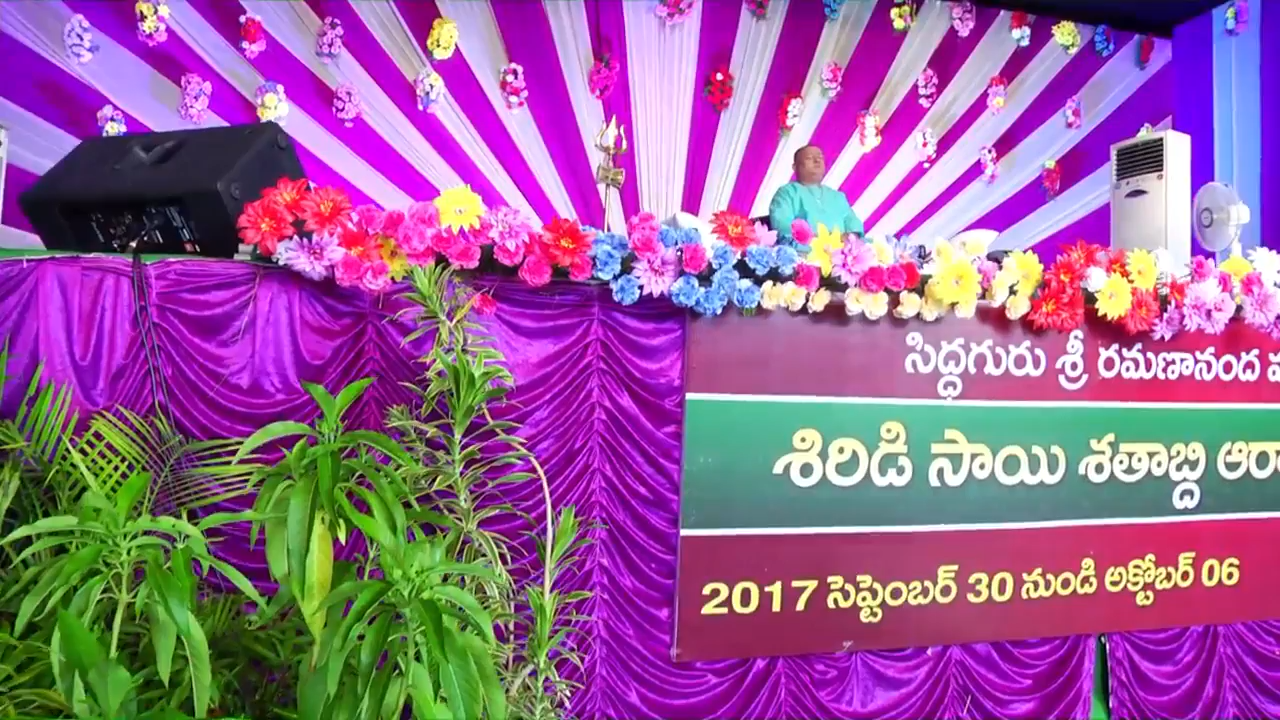 సిద్ధగురు శ్రీ రమణానంద
శిరిడి సాయి శతాబ్ది
2017 సెప్టెంబర్ 30 నుండి అక్టోబర్ 06